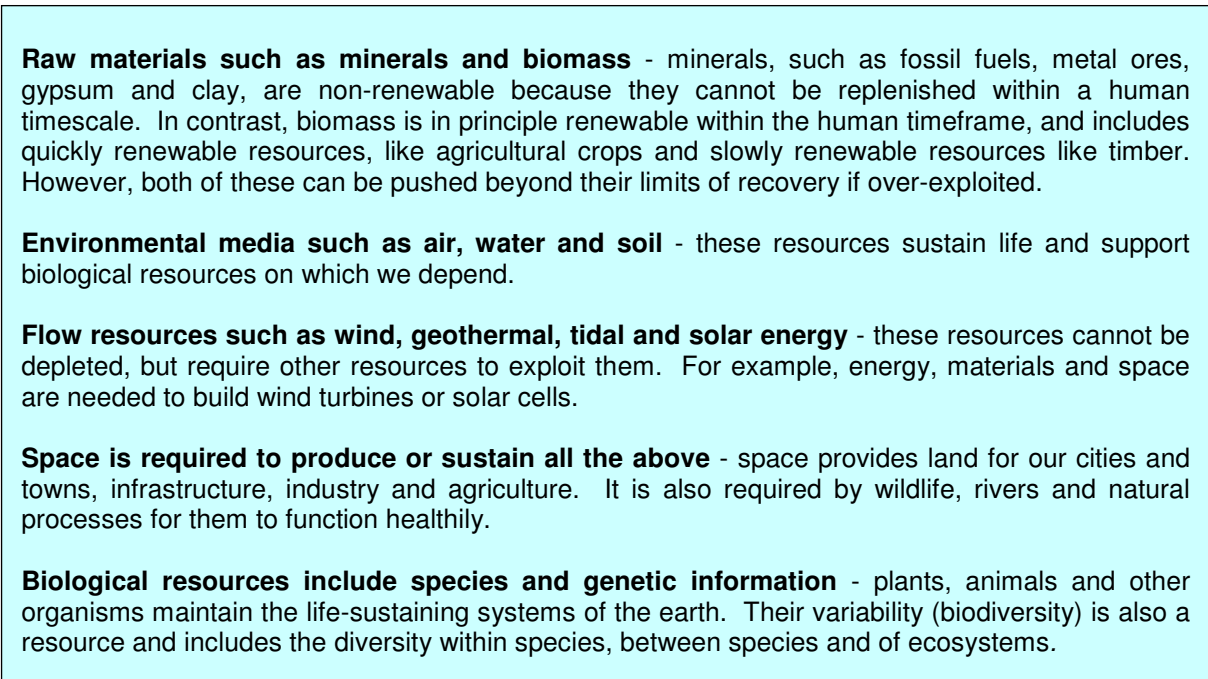 Raw materials such as minerals and biomass - minerals, such as fossil fuels, metal ores,
gypsum and clay, are non-renewable because they cannot be replenished within a human
timescale. In contrast, biomass is in principle renewable within the human timeframe, and includes
quickly renewable resources, like agricultural crops and slowly renewable resources like timber.
However, both of these can be pushed beyond their limits of recovery if over-exploited.
Environmental media such as air, water and soil - these resources sustain life and support
biological resources on which we depend.
Flow resources such as wind, geothermal, tidal and solar energy - these resources cannot be
depleted, but require other resources to exploit them. For example, energy, materials and space
are needed to build wind turbines or solar cells.
Space is required to produce or sustain all the above - space provides land for our cities and
towns, infrastructure, industry and agriculture. It is also required by wildlife, rivers and natural
processes for them to function healthily.
Biological resources include species and genetic information - plants, animals and other
organisms maintain the life-sustaining systems of the earth. Their variability (biodiversity) is also a
resource and includes the diversity within species, between species and of ecosystems.